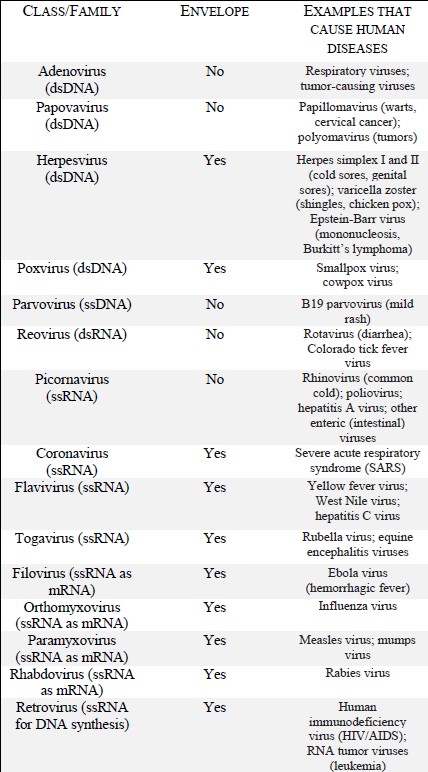 CLASS/FAMILY ENVELOPE EXAMPLES THAT
CAUSE HUMAN
DISEASES
Adenovirus No Respiratory viruses;
(dsDNA) tumor-causing viruses
Papovavirus No Papillomavirus (warts,
(dsDNA) cervical cancer);
polyomavirus (tumors)
Herpesvirus Yes Herpes simplex I and II
(dsDNA) (cold sores, genital
sores); varicella zoster
(shingles, chicken pox);
Epstein-Barr virus
(mononucleosis,
Burkitt's lymphoma)
Poxvirus (dsDNA) Yes Smallpox virus;
cowpox virus
Parvovirus (ssDNA) No B19 parvovirus (mild
rash)
Reovirus (dsRNA) No Rotavirus (diarrhea);
Colorado tick fever
virus
Picornavirus No Rhinovirus (common
(ssRNA) cold); poliovirus;
hepatitis A virus; other
enteric (intestinal)
viruses
Coronavirus Yes Severe acute respiratory
(ssRNA) syndrome (SARS)
Flavivirus (ssRNA) Yes Yellow fever virus;
West Nile virus;
hepatitis C virus
Togavirus (ssRNA) Yes Rubella virus; equine
encephalitis viruses
Filovirus (ssRNA as Yes Ebola virus
mRNA) (hemorrhagic fever)
Orthomyxovirus Yes Influenza virus
(ssRNA as mRNA)
Paramyxovirus Yes Measles virus; mumps
(ssRNA as mRNA) virus
Rhabdovirus (ssRNA Yes Rabies virus
as mRNA)
Retrovirus (ssRNA Yes Human
for DNA synthesis) immunodeficiency
virus (HIV/AIDS);
RNA tumor viruses
(leukemia)